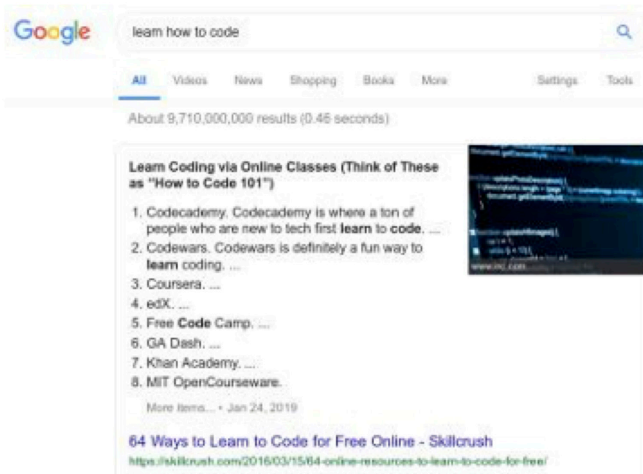 Google
learn how to code
All Videos News Shopping Books More Settings Tools
About 9,710,000,000 results (0.46 seconds)
Learn Coding via Online Classes (Think of These
as "How to Code 101")
1. Codecademy. Codecademy is where a ton of
people who are new to tech first learn to code. ...
2. Codewars. Codewars is definitely a fun way to
learn coding. ...
3. Coursera. ...
4. edX. ...
5. Free Code Camp. ...
6. GA Dash. ...
7. Khan Academy. ...
8. MIT OpenCourseware.
More items... • Jan 24, 2019
www.inc.com
64 Ways to Learn to Code for Free Online - Skillcrush
https://skillcrush.com/2016/03/15/64-online-resources-to-learn-to-code-for-free/